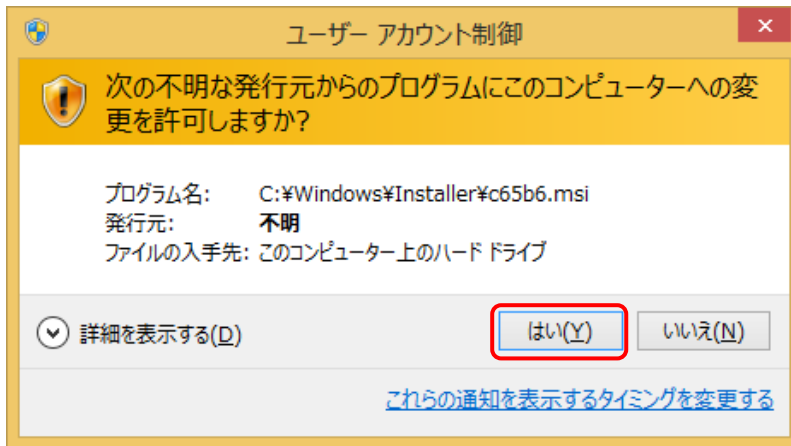 ユーザー アカウント制御
次の不明な発行元からのプログラムにこのコンピューターへの変
更を許可しますか?
プログラム名: C:¥Windows¥Installer¥c65b6.msi
発行元: 不明
ファイルの入手先: このコンピューター上のハード ドライブ
詳細を表示する(D)
はい(Y) いいえ(N)
これらの通知を表示するタイミングを変更する